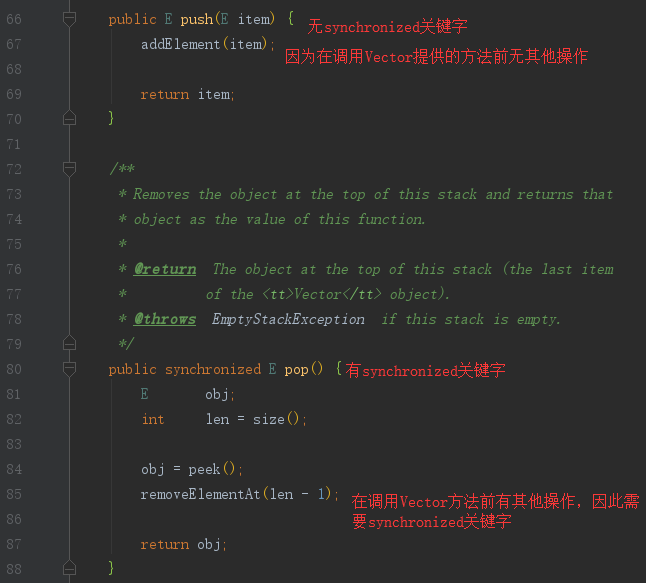 66 public E push(E item) { 无synchronized关键字
67 addElement(item); 因为在调用Vector提供的方法前无其他操作
68
69 return item;
70 }
71
72 /**
73 * Removes the object at the top of this stack and returns that
74 * object as the value of this function.
75 *
76 * @return The object at the top of this stack (the last item
77 * of the <tt>Vector</tt> object).
78 * @throws EmptyStackException if this stack is empty.
79 */
80 public synchronized E pop() { 有synchronized关键字
81 E obj;
82 int len = size();
83
84 obj = peek();
85 removeElementAt(len - 1); 在调用Vector方法前有其他操作，因此需
86 要synchronized关键字
87 return obj;
88 }